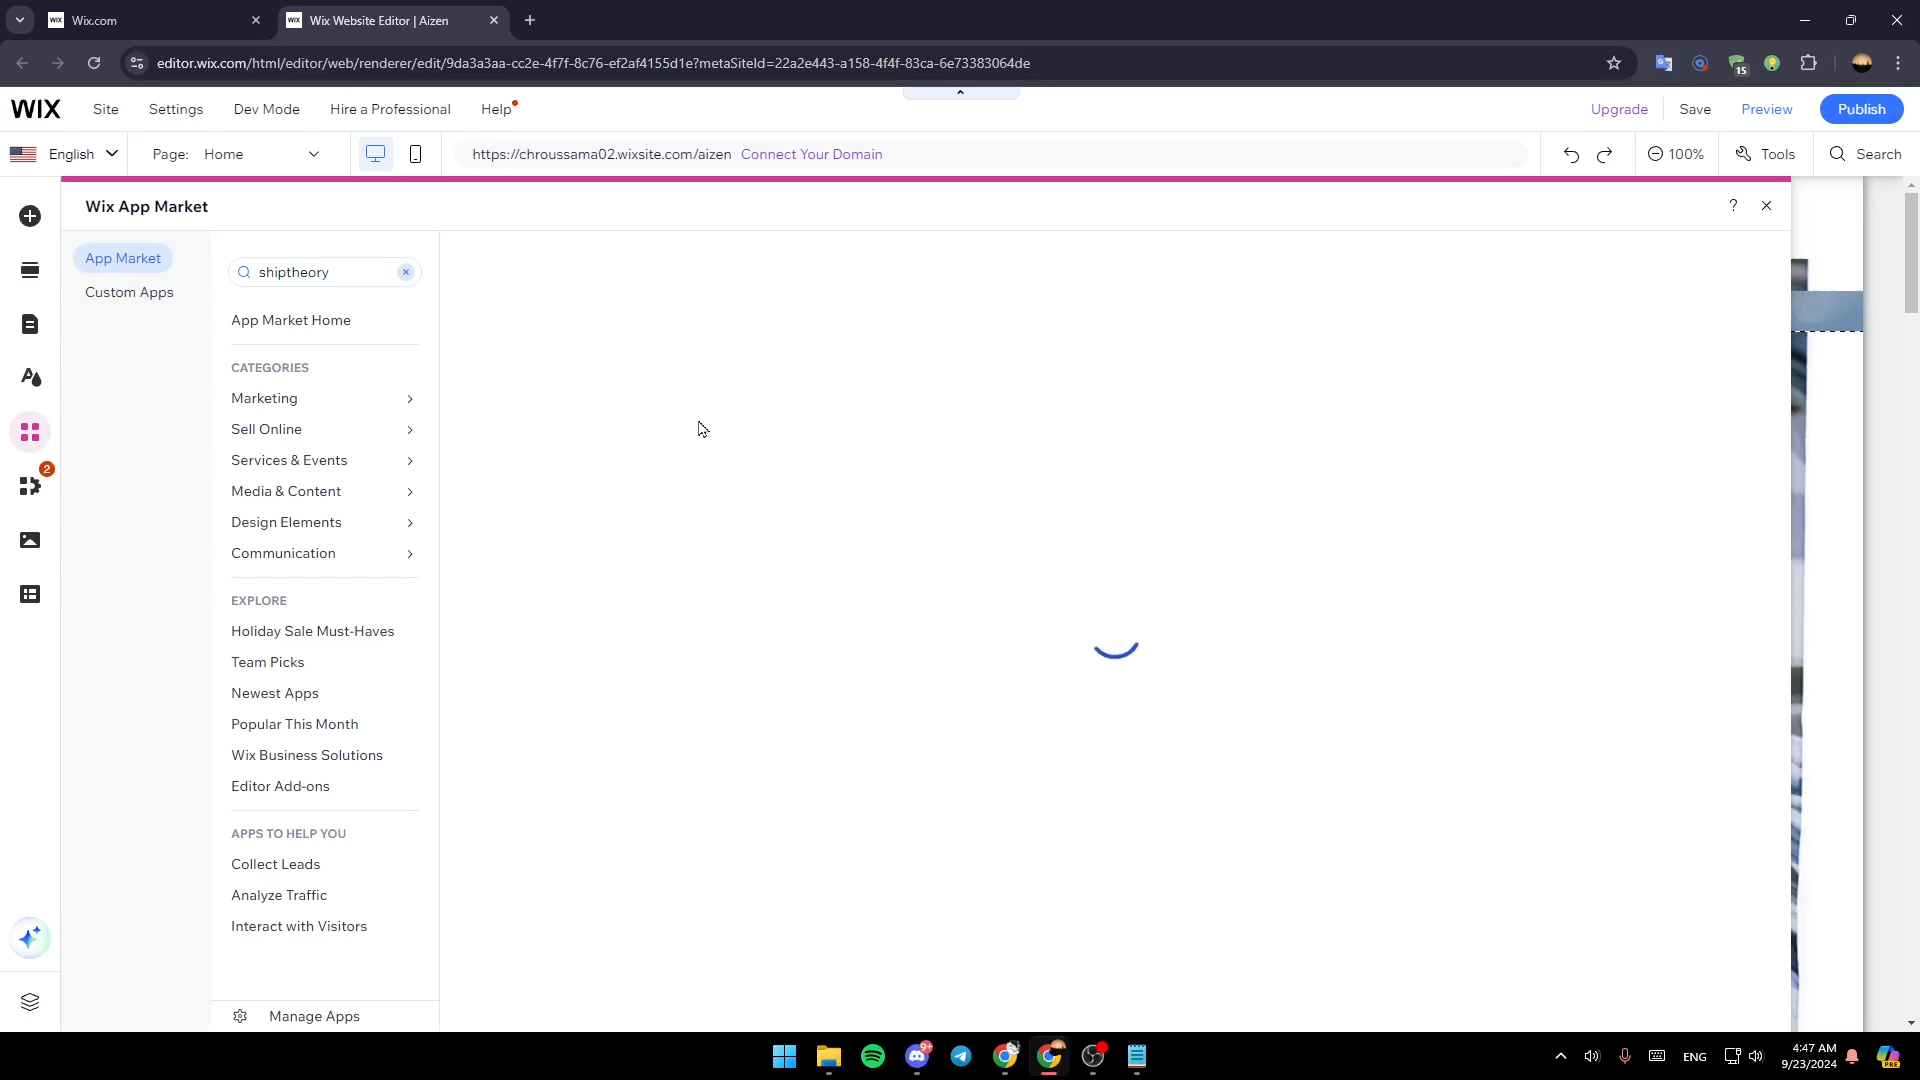 WIX Wix.com
WIX Wix Website Editor | Aizen
editor.wix.com/html/editor/web/renderer/edit/9da3a3aa-cc2e-4f7f-8c76-ef2af4155d1e?metaSiteId=22a2e443-a158-4f4f-83ca-6e73383064de
15
WIX Site Settings Dev Mode Hire a Professional Help Upgrade Save Preview Publish
English Page: Home https://chroussama02.wixsite.com/aizen Connect Your Domain 100% Tools Search
Wix App Market ?
App Market
Custom Apps
shiptheory
App Market Home
CATEGORIES
Marketing
Sell Online
Services & Events
Media & Content
Design Elements
Communication
EXPLORE
Holiday Sale Must-Haves
Team Picks
Newest Apps
Popular This Month
Wix Business Solutions
Editor Add-ons
APPS TO HELP YOU
Collect Leads
Analyze Traffic
Interact with Visitors
Manage Apps
2
9+
ENG
4:47 AM
9/23/2024
PRE